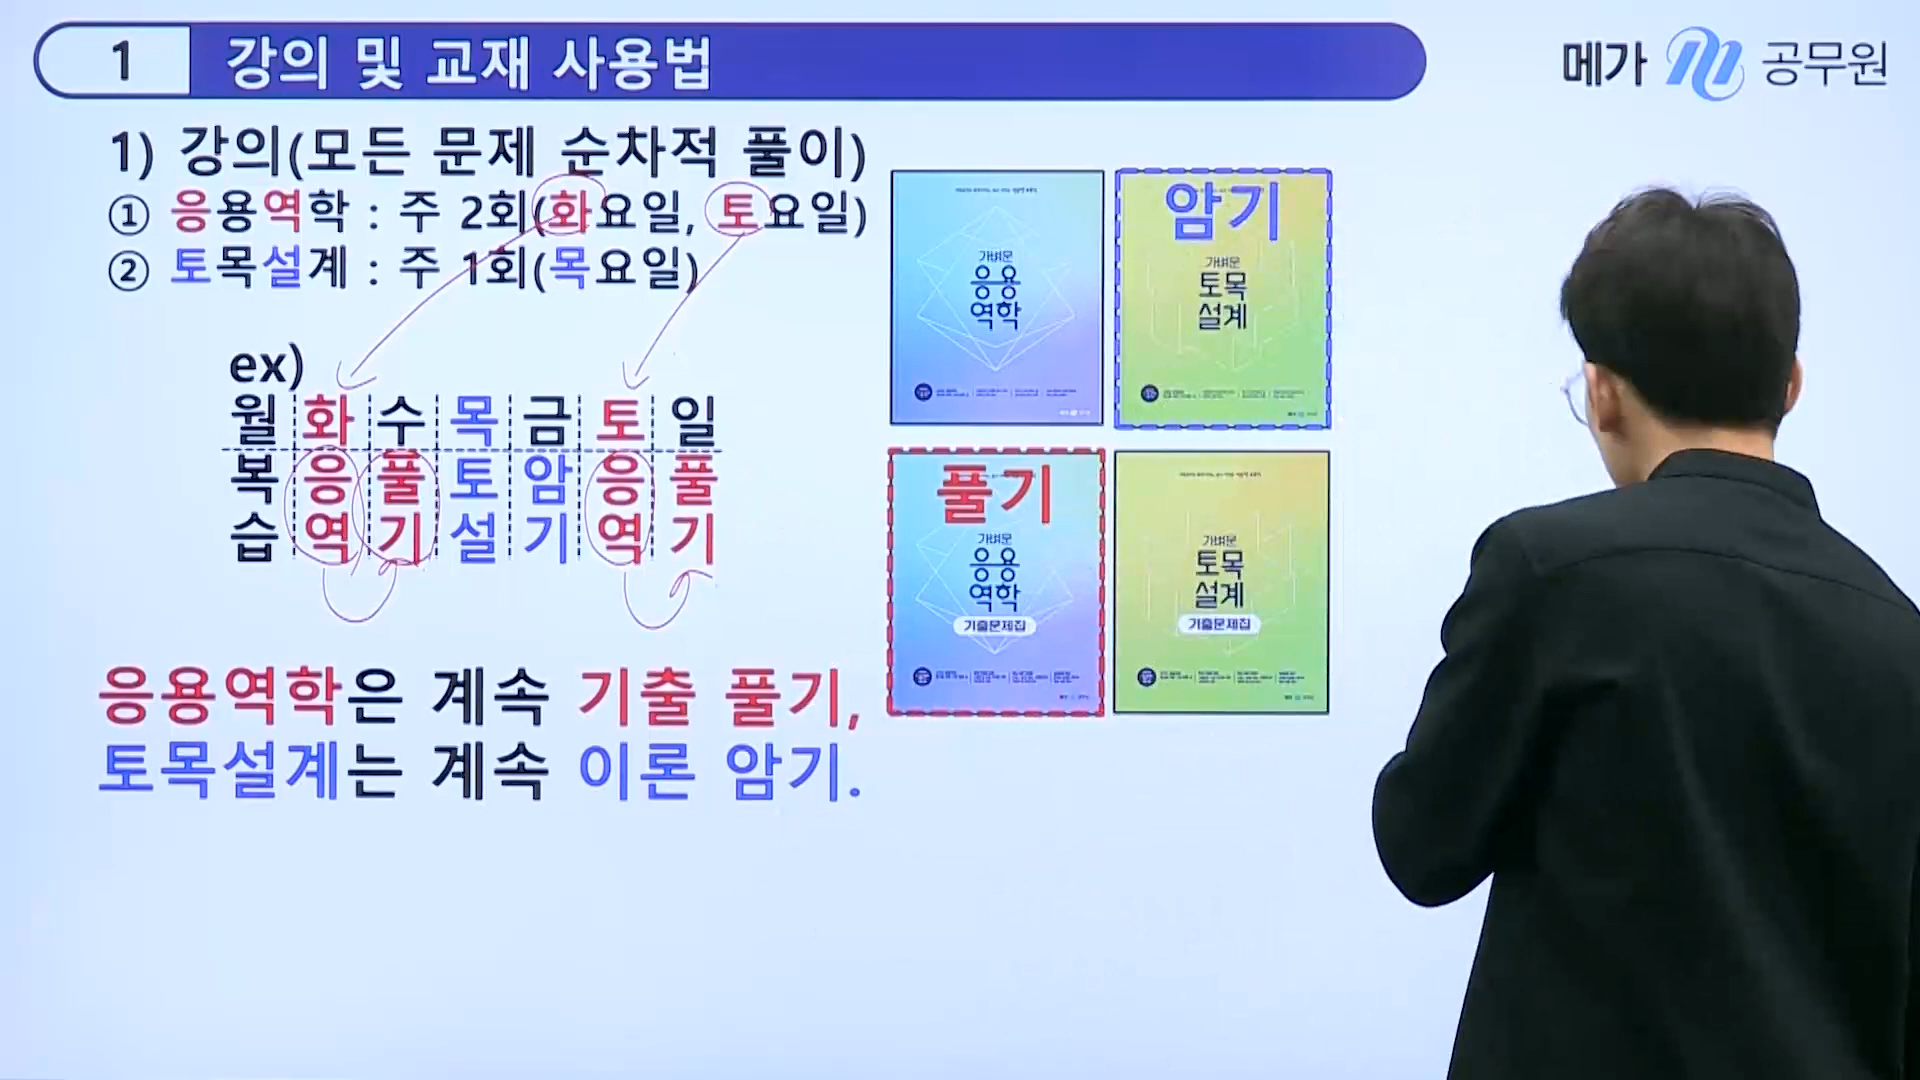 1 강의 및 교재 사용법
메가 공무원
1) 강의(모든 문제 순차적 풀이)
① 응용역학 : 주 2회(화요일, 토요일)
② 토목설계 : 주 1회(목요일)
ex)
월 화 수 목 금 토 일
복 응 풀 토 암 응 풀
습 역 기 설 기 역 기
응용역학은 계속 기출 풀기,
토목설계는 계속 이론 암기.
가벼운
응용
역학
암기
가벼운
토목
설계
풀기
가벼운
응용
역학
기출문제집
가벼운
토목
설계
기출문제집